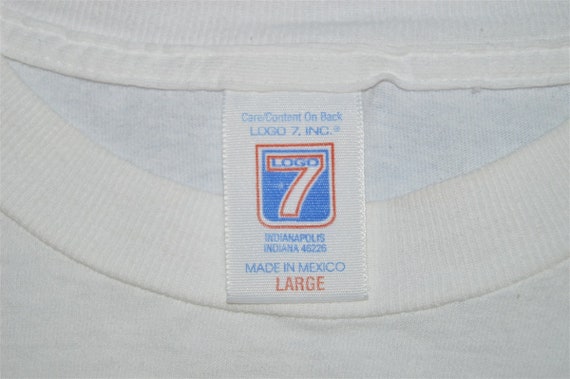 Care/Content On Back
LOGO 7, INC.®
LOGO
7
INDIANAPOLIS
INDIANA 46226
MADE IN MEXICO
LARGE